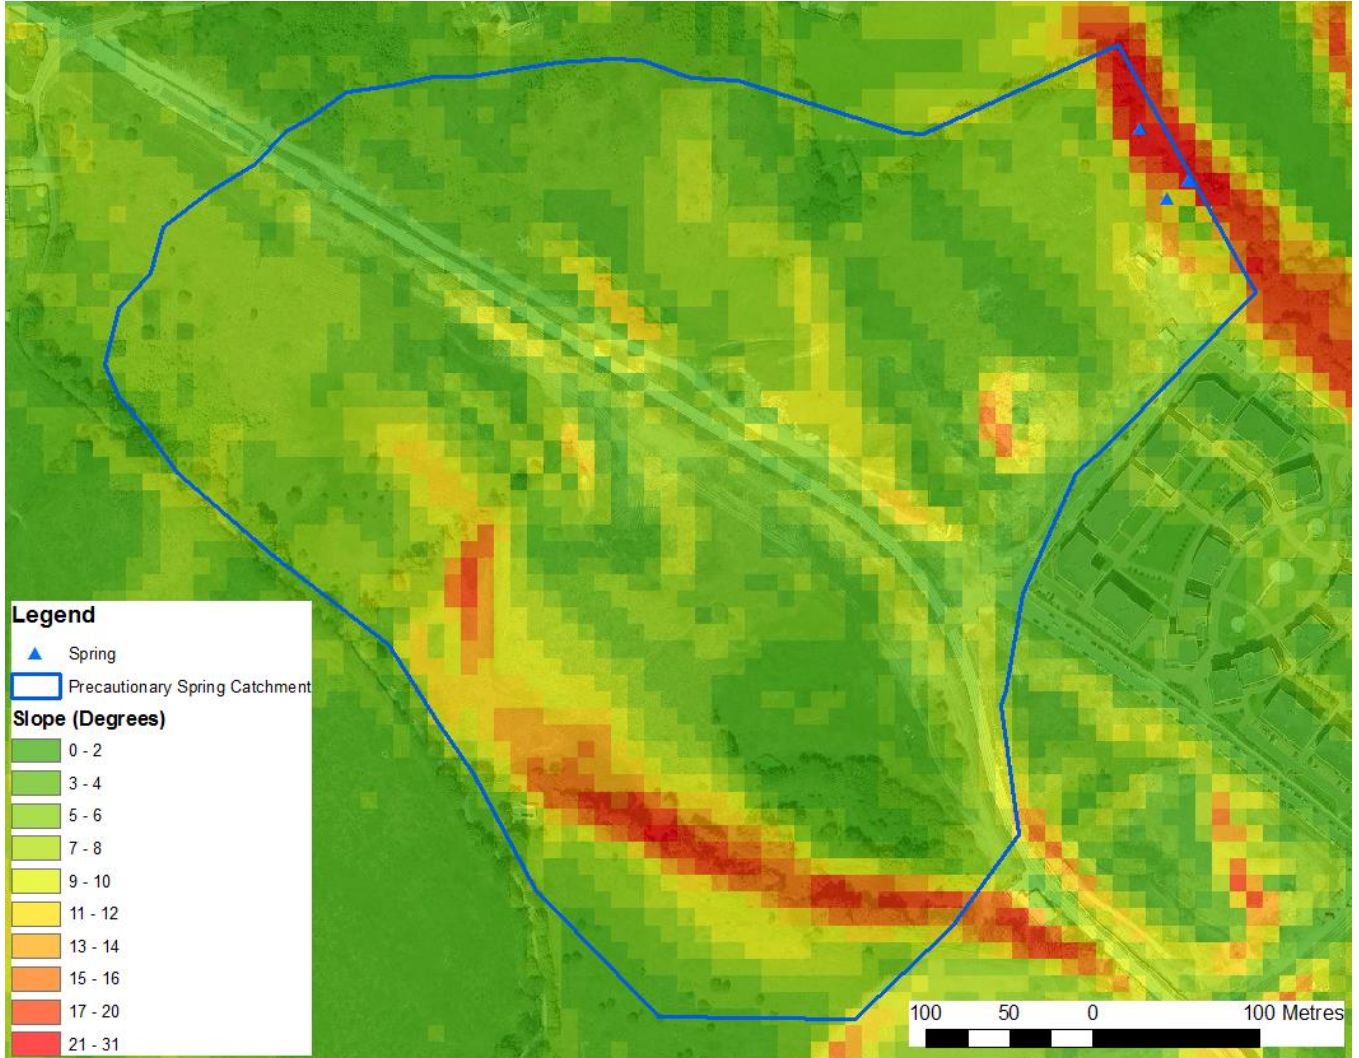 Legend
Spring
Precautionary Spring Catchment
Slope (Degrees)
0 - 2
3 - 4
5 - 6
7 - 8
9 - 10
11 - 12
13 - 14
15 - 16
17 - 20
21 - 31
100 50 0 100 Metres